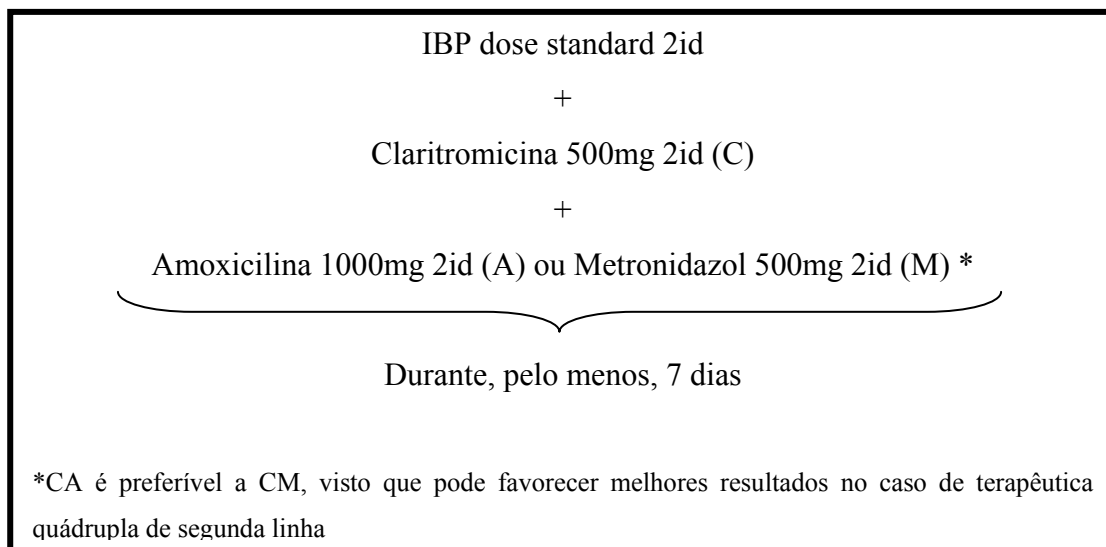 IBP dose standard 2id
+
Claritromicina 500mg 2id (C)
+
Amoxicilina 1000mg 2id (A) ou Metronidazol 500mg 2id (M) *
Durante, pelo menos, 7 dias
*CA é preferível a CM, visto que pode favorecer melhores resultados no caso de terapêutica
quádrupla de segunda linha